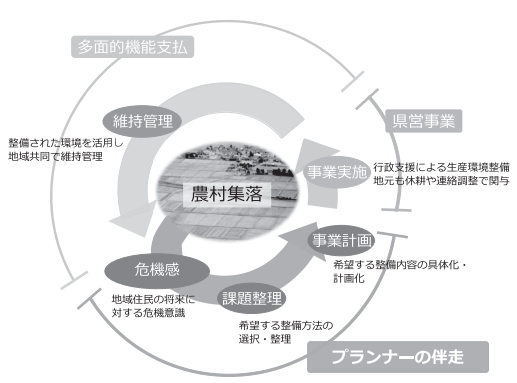 多面的機能支払
維持管理
整備された環境を活用し
地域共同で維持管理
県営事業
事業実施
行政支援による生産環境整備
地元も休耕や連絡調整で関与
農村集落
事業計画
希望する整備内容の具体化・
計画化
危機感
地域住民の将来に
対する危機意識
課題整理
希望する整備方法の
選択・整理
プランナーの伴走